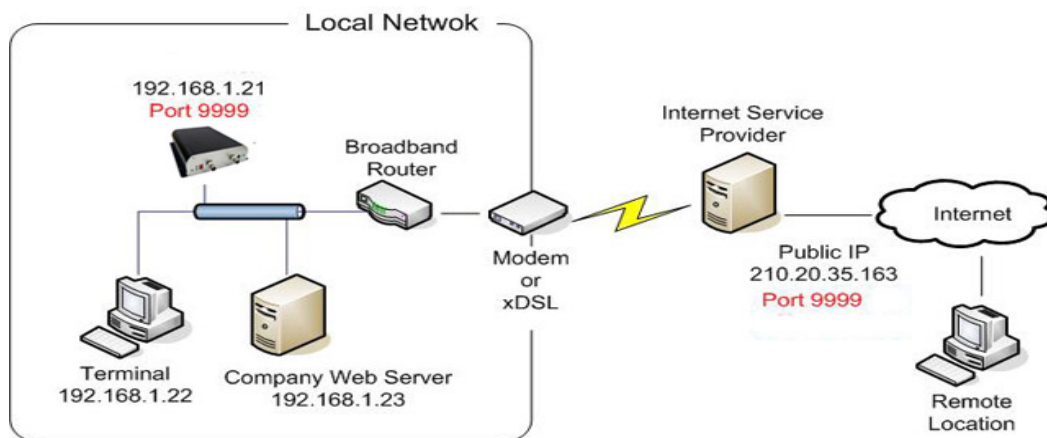 Local Netwok
192.168.1.21
Port 9999
Broadband
Router
Internet Service
Provider
Internet
Modem
or
xDSL
Public IP
210.20.35.163
Port 9999
Terminal
192.168.1.22
Company Web Server
192.168.1.23
Remote
Location